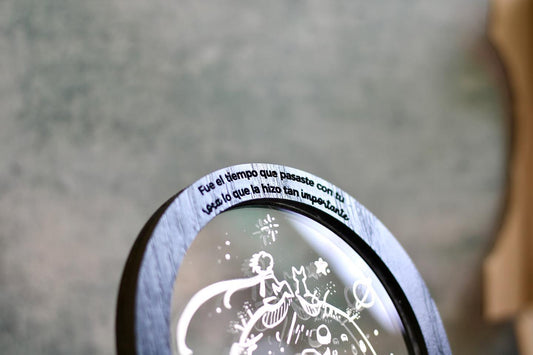 Fue el tiempo que pasaste con tu
rosa lo que la hizo tan importante